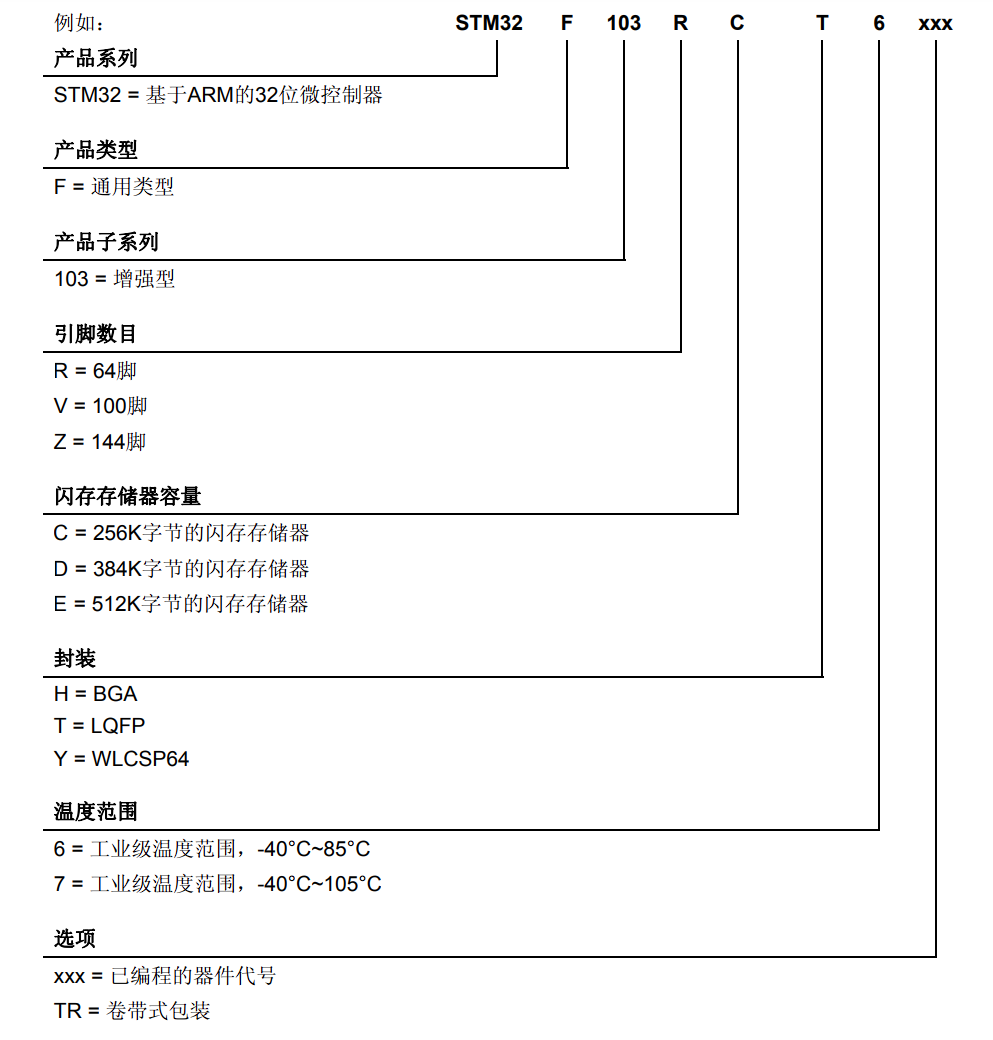 例如: STM32 F 103 R C T 6 xxx
产品系列
STM32 = 基于ARM的32位微控制器
产品类型
F = 通用类型
产品子系列
103 = 增强型
引脚数目
R = 64脚
V = 100脚
Z = 144脚
闪存存储器容量
C = 256K字节的闪存存储器
D = 384K字节的闪存存储器
E = 512K字节的闪存存储器
封装
H = BGA
T = LQFP
Y = WLCSP64
温度范围
6 = 工业级温度范围，-40°C~85°C
7 = 工业级温度范围，-40°C~105°C
选项
xxx = 已编程的器件代号
TR = 卷带式包装